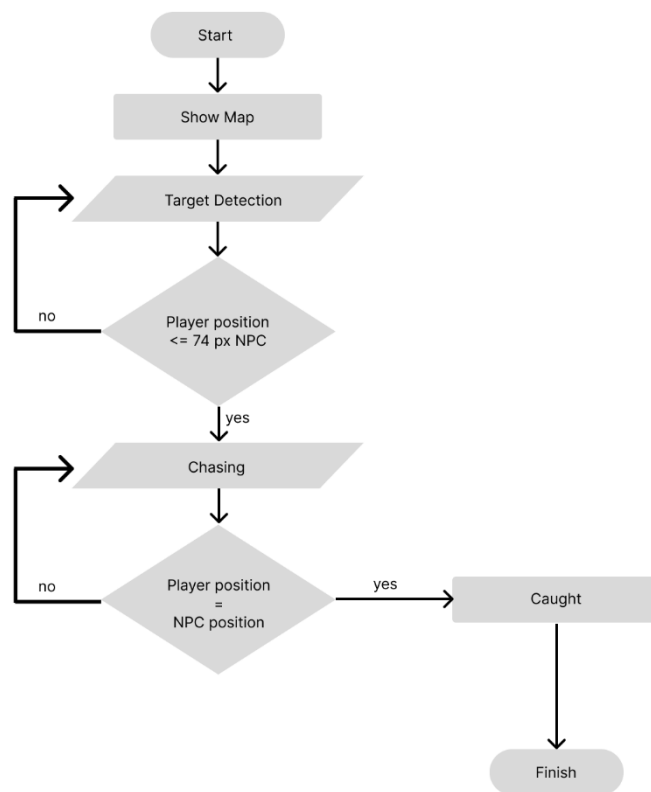 Start
Show Map
Target Detection
Player position
<= 74 px NPC
no
yes
Chasing
Player position
=
NPC position
no
yes
Caught
Finish